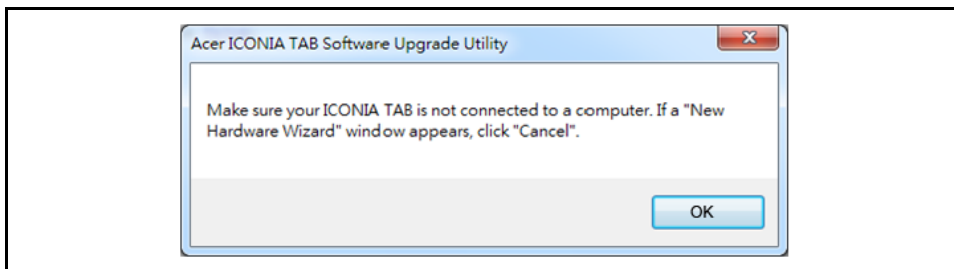 Acer ICONIA TAB Software Upgrade Utility
Make sure your ICONIA TAB is not connected to a computer. If a "New
Hardware Wizard" window appears, click "Cancel".
OK